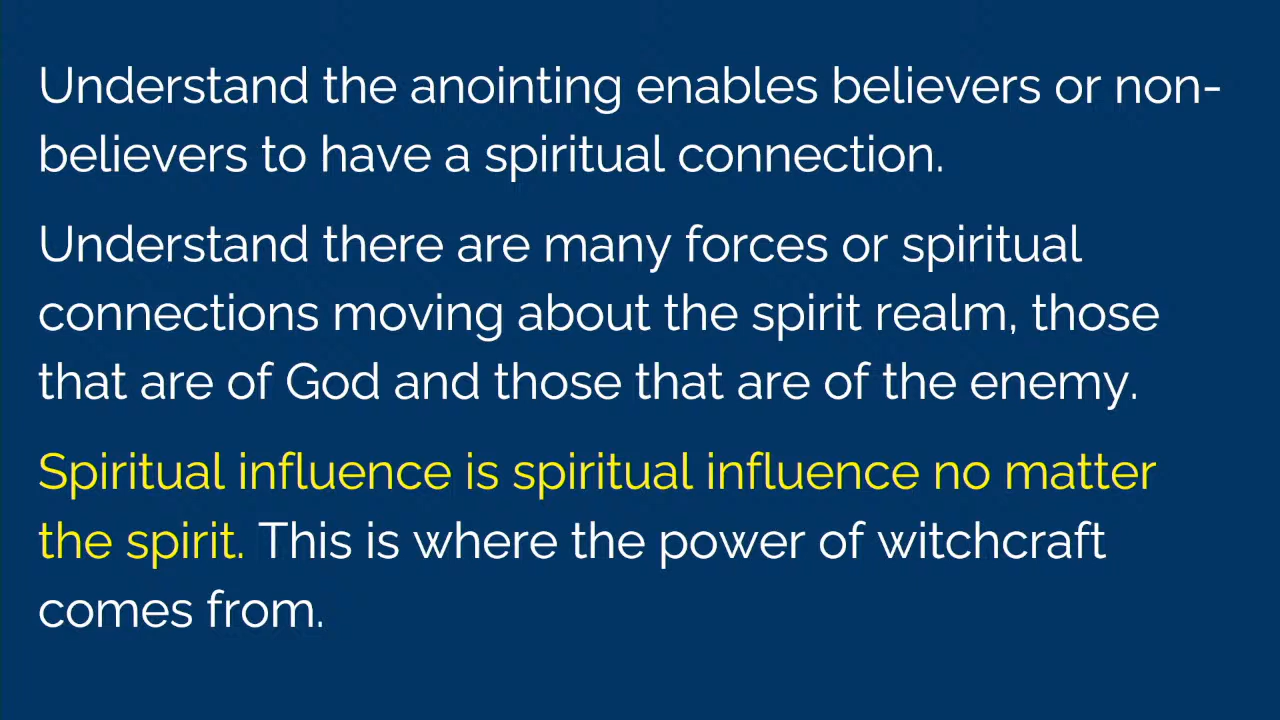 Understand the anointing enables believers or non-
believers to have a spiritual connection.
Understand there are many forces or spiritual
connections moving about the spirit realm, those
that are of God and those that are of the enemy.
Spiritual influence is spiritual influence no matter
the spirit. This is where the power of witchcraft
comes from.